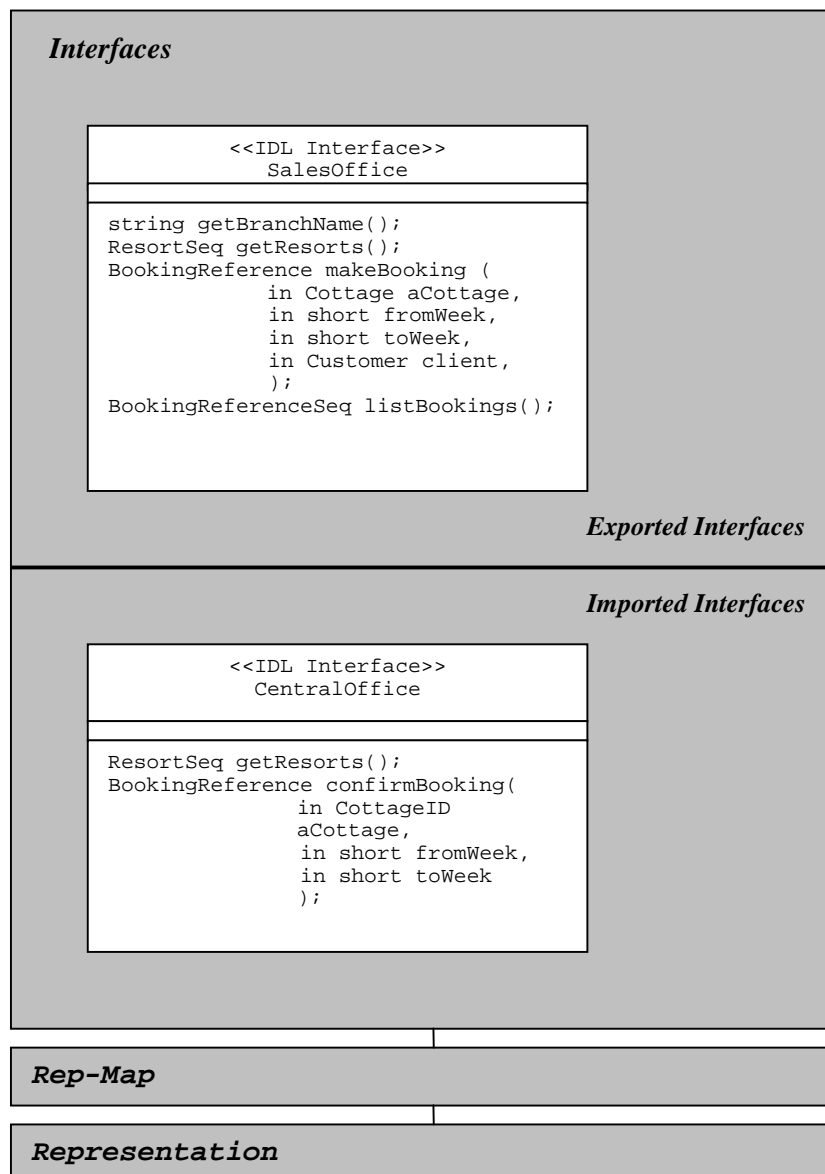 Interfaces
<<IDL Interface>>
SalesOffice
string getBranchName();
ResortSeq getResorts();
BookingReference makeBooking (
in Cottage aCottage,
in short fromWeek,
in short toWeek,
in Customer client,
);
BookingReferenceSeq listBookings();
Exported Interfaces
Imported Interfaces
<<IDL Interface>>
CentralOffice
ResortSeq getResorts();
BookingReference confirmBooking(
in CottageID
aCottage,
in short fromWeek,
in short toWeek
);
Rep-Map
Representation